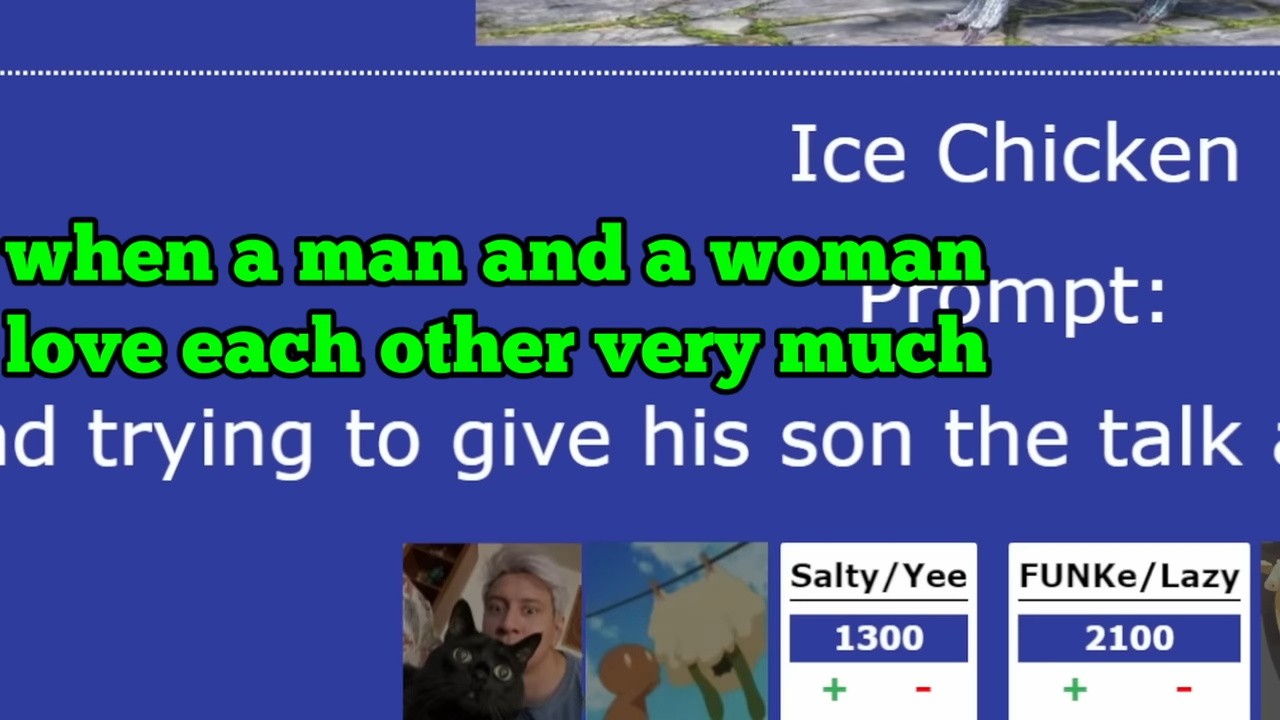 Ice Chicken
when a man and a woman
Prompt:
love each other very much
trying to give his son the talk
Salty/Yee
FUNKe/Lazy
1300
2100
+ -
+ -